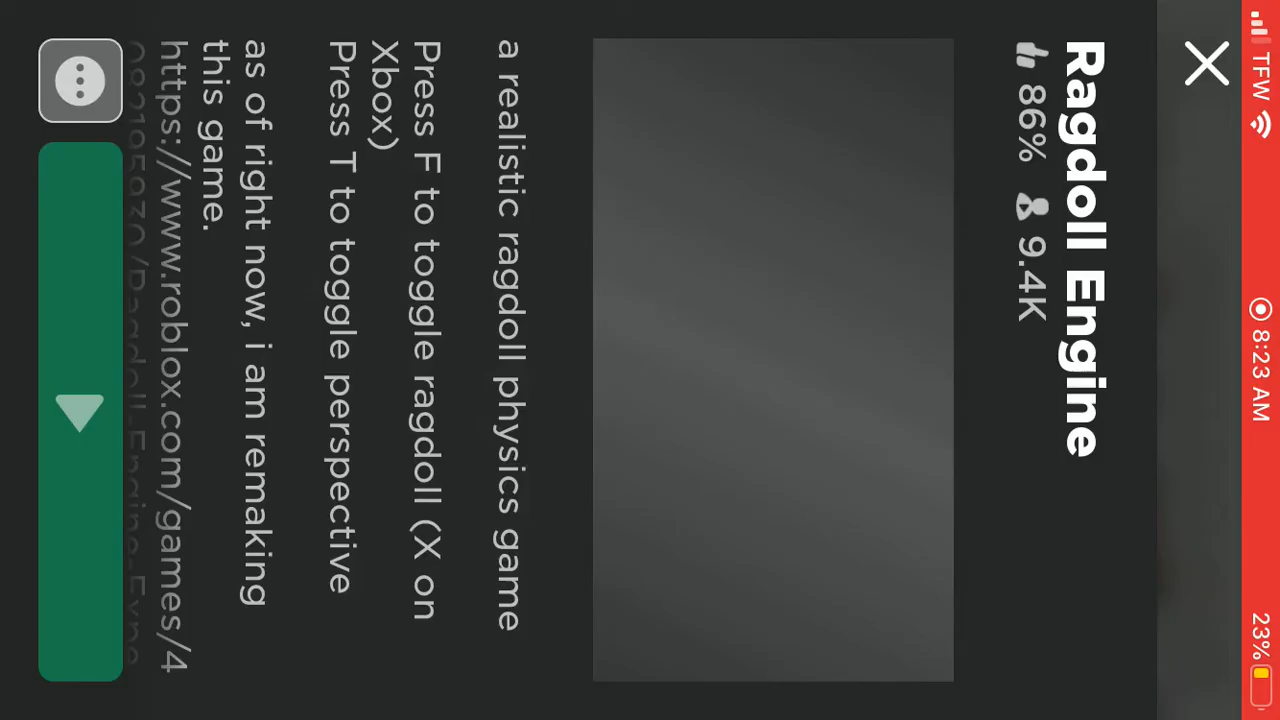 TFW 8:23 AM 23%
Ragdoll Engine
86% 9.4K
a realistic ragdoll physics game
Press F to toggle ragdoll (X on
Xbox)
Press T to toggle perspective
as of right now, i am remaking
this game.
https://www.roblox.com/games/4